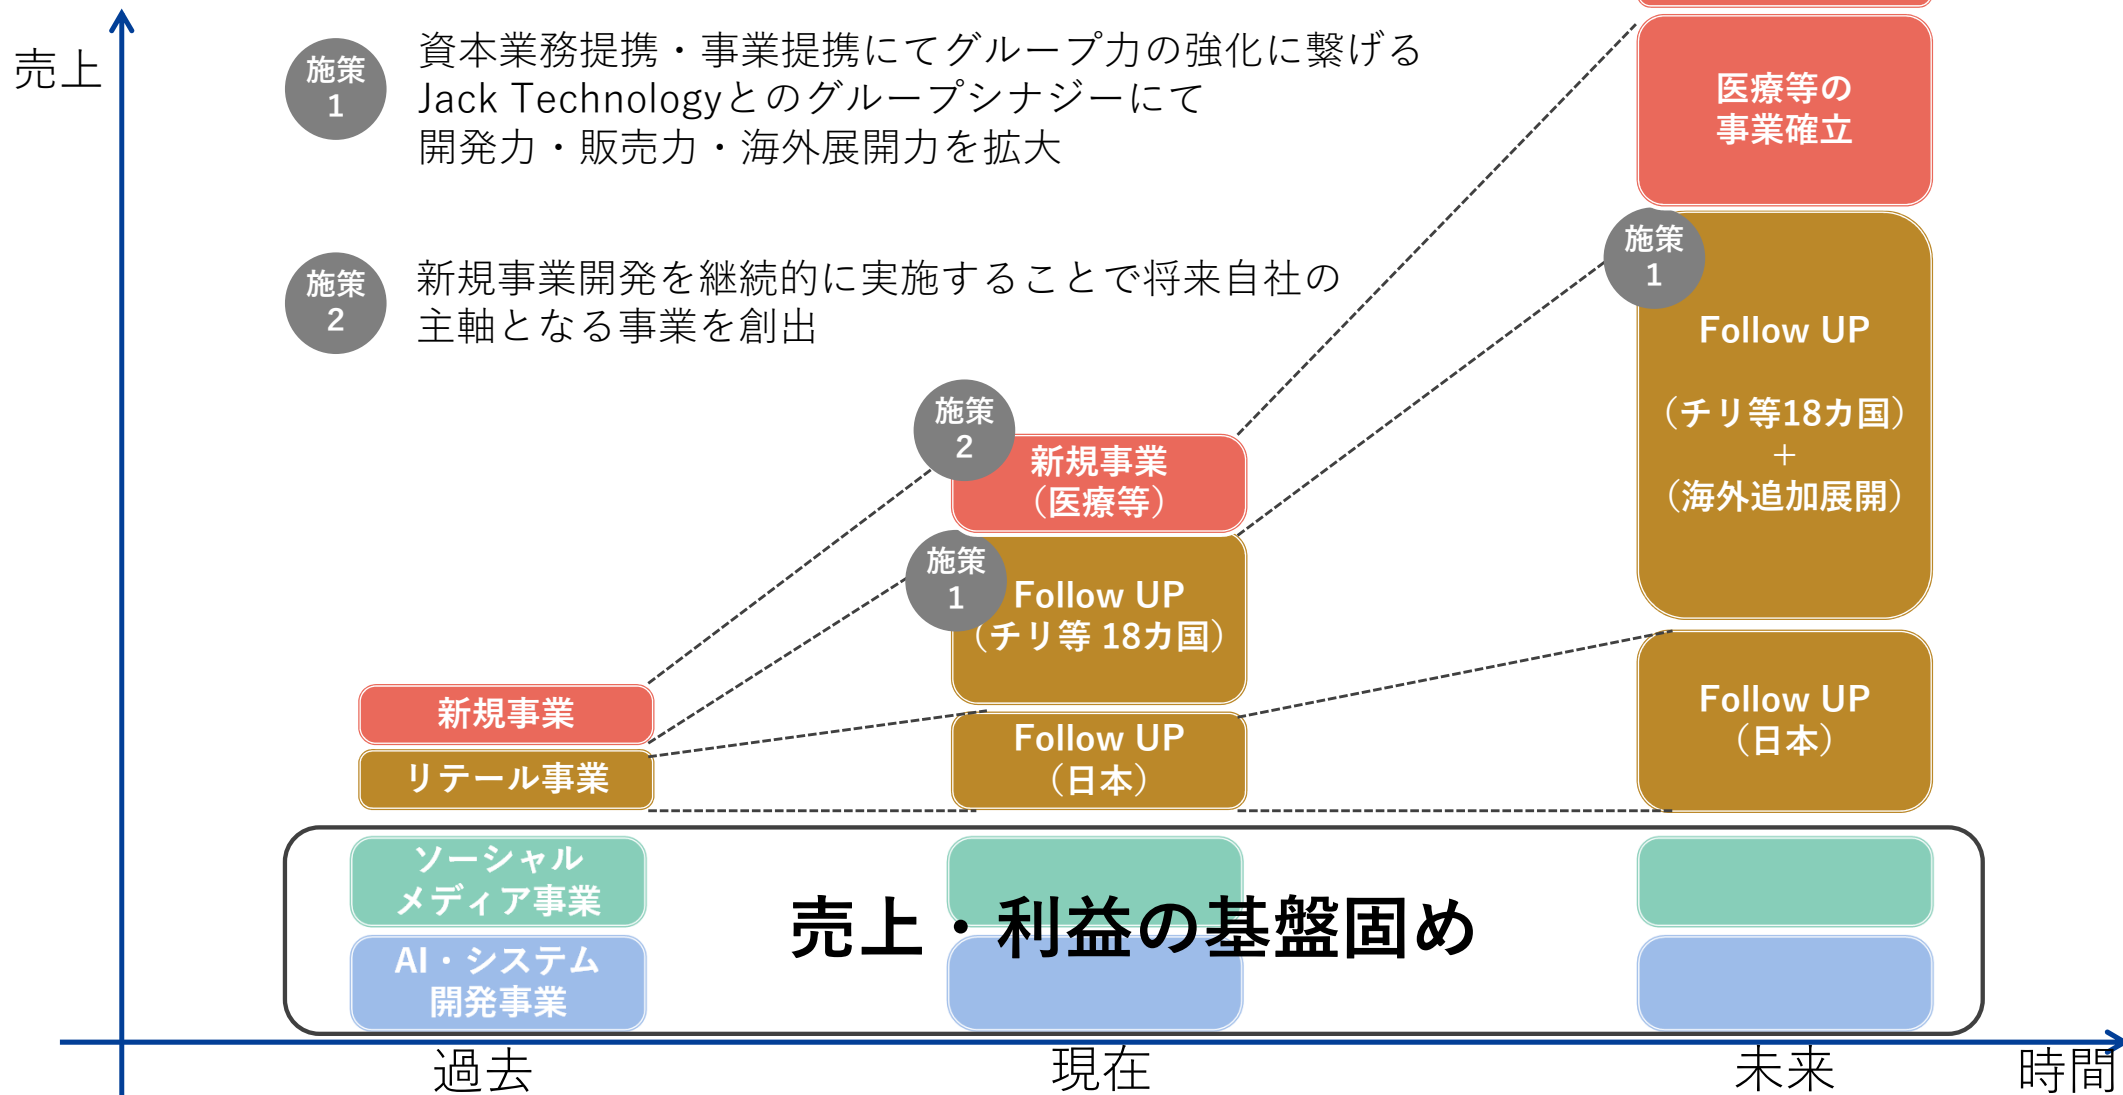 売上
施策
1
資本業務提携・事業提携にてグループ力の強化に繋げる
Jack Technologyとのグループシナジーにて
開発力・販売力・海外展開力を拡大
施策
2
新規事業開発を継続的に実施することで将来自社の
主軸となる事業を創出
新規事業
リテール事業
ソーシャル
メディア事業
AI・システム
開発事業
施策
2
新規事業
（医療等）
施策
1
Follow UP
（チリ等 18カ国）
Follow UP
（日本）
医療等の
事業確立
施策
1
Follow UP
（チリ等18カ国）
＋
（海外追加展開）
Follow UP
（日本）
売上・利益の基盤固め
過去
現在
未来
時間